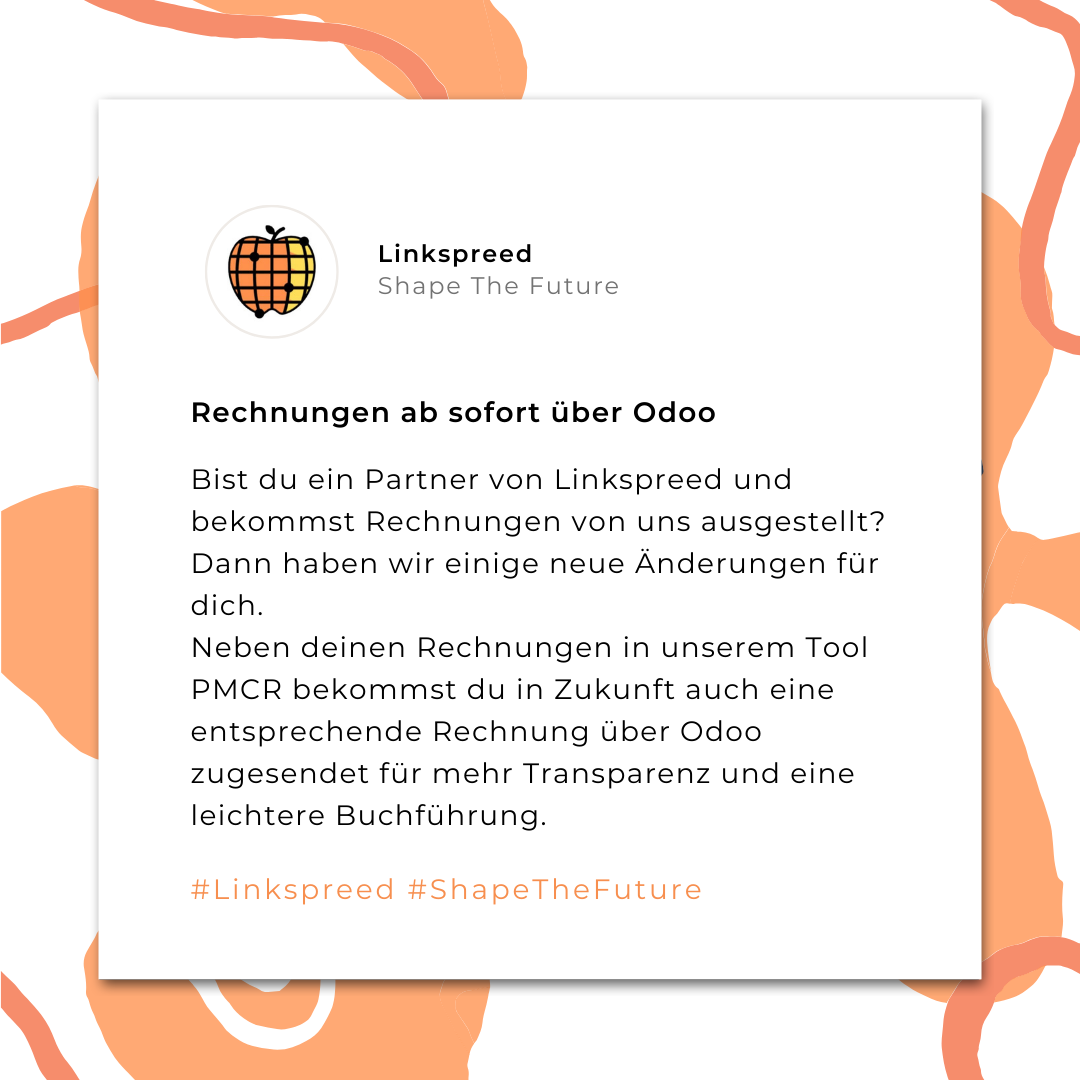 Linkspreed
Shape The Future
Rechnungen ab sofort über Odoo
Bist du ein Partner von Linkspreed und
bekommst Rechnungen von uns ausgestellt?
Dann haben wir einige neue Änderungen für
dich.
Neben deinen Rechnungen in unserem Tool
PMCR bekommst du in Zukunft auch eine
entsprechende Rechnung über Odoo
zugesendet für mehr Transparenz und eine
leichtere Buchführung.
#Linkspreed #ShapeTheFuture